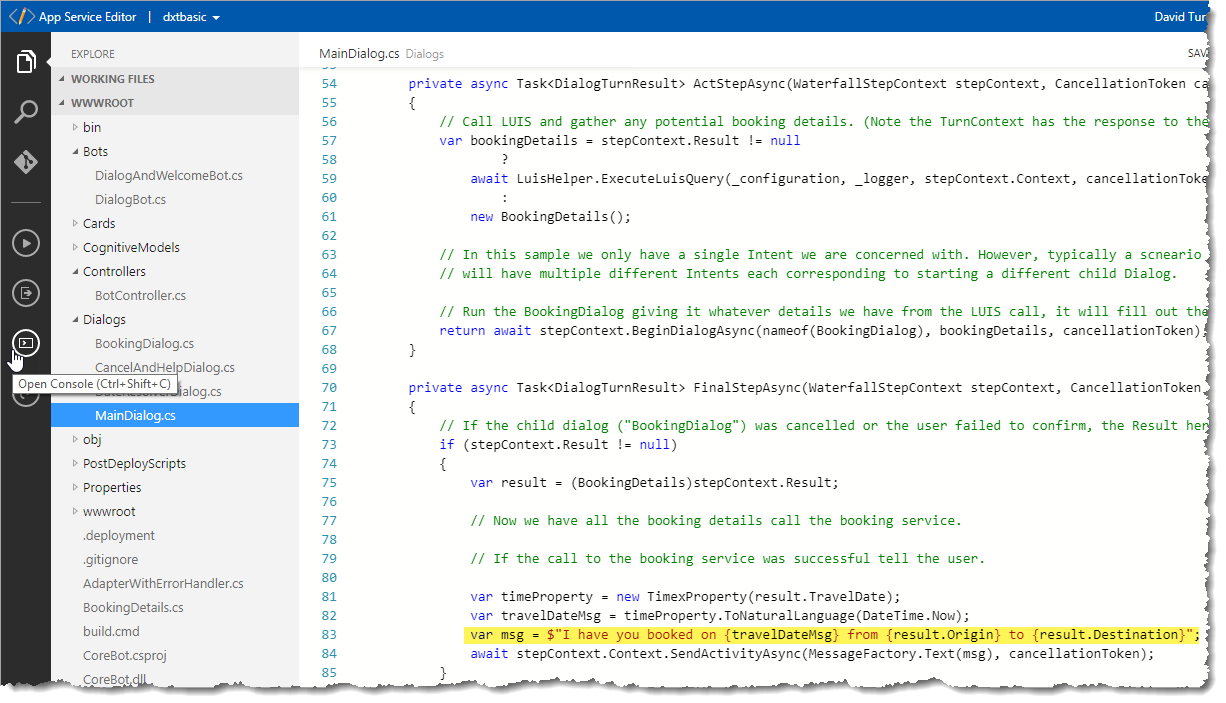 App Service Editor | dxtbasic
David Tur
EXPLORE
WORKING FILES
WWWROOT
bin
Bots
DialogAndWelcomeBot.cs
DialogBot.cs
Cards
CognitiveModels
Controllers
BotController.cs
Dialogs
BookingDialog.cs
CancelAndHelpDialog.cs
Open Console (Ctrl+Shift+C)
MainDialog.cs
obj
PostDeployScripts
Properties
wwwroot
.deployment
.gitignore
AdapterWithErrorHandler.cs
BookingDetails.cs
build.cmd
CoreBot.csproj
CoreBot.dll
MainDialog.cs Dialogs
SAV
54 private async Task<DialogTurnResult> ActStepAsync(WaterfallStepContext stepContext, CancellationToken ca
55 {
56 // Call LUIS and gather any potential booking details. (Note the TurnContext has the response to the
57 var bookingDetails = stepContext.Result != null
58 ?
59 await LuisHelper.ExecuteLuisQuery(_configuration, _logger, stepContext.Context, cancellationToke
60 :
61 new BookingDetails();
62
63 // In this sample we only have a single Intent we are concerned with. However, typically a scneario
64 // will have multiple different Intents each corresponding to starting a different child Dialog.
65
66 // Run the BookingDialog giving it whatever details we have from the LUIS call, it will fill out the
67 return await stepContext.BeginDialogAsync(nameof(BookingDialog), bookingDetails, cancellationToken);
68 }
69
70 private async Task<DialogTurnResult> FinalStepAsync(WaterfallStepContext stepContext, CancellationToken
71 {
72 // If the child dialog ("BookingDialog") was cancelled or the user failed to confirm, the Result her
73 if (stepContext.Result != null)
74 {
75 var result = (BookingDetails)stepContext.Result;
76
77 // Now we have all the booking details call the booking service.
78
79 // If the call to the booking service was successful tell the user.
80
81 var timeProperty = new TimexProperty(result.TravelDate);
82 var travelDateMsg = timeProperty.ToNaturalLanguage(DateTime.Now);
83 var msg = $"I have you booked on {travelDateMsg} from {result.Origin} to {result.Destination}";
84 await stepContext.Context.SendActivityAsync(MessageFactory.Text(msg), cancellationToken);
85 }